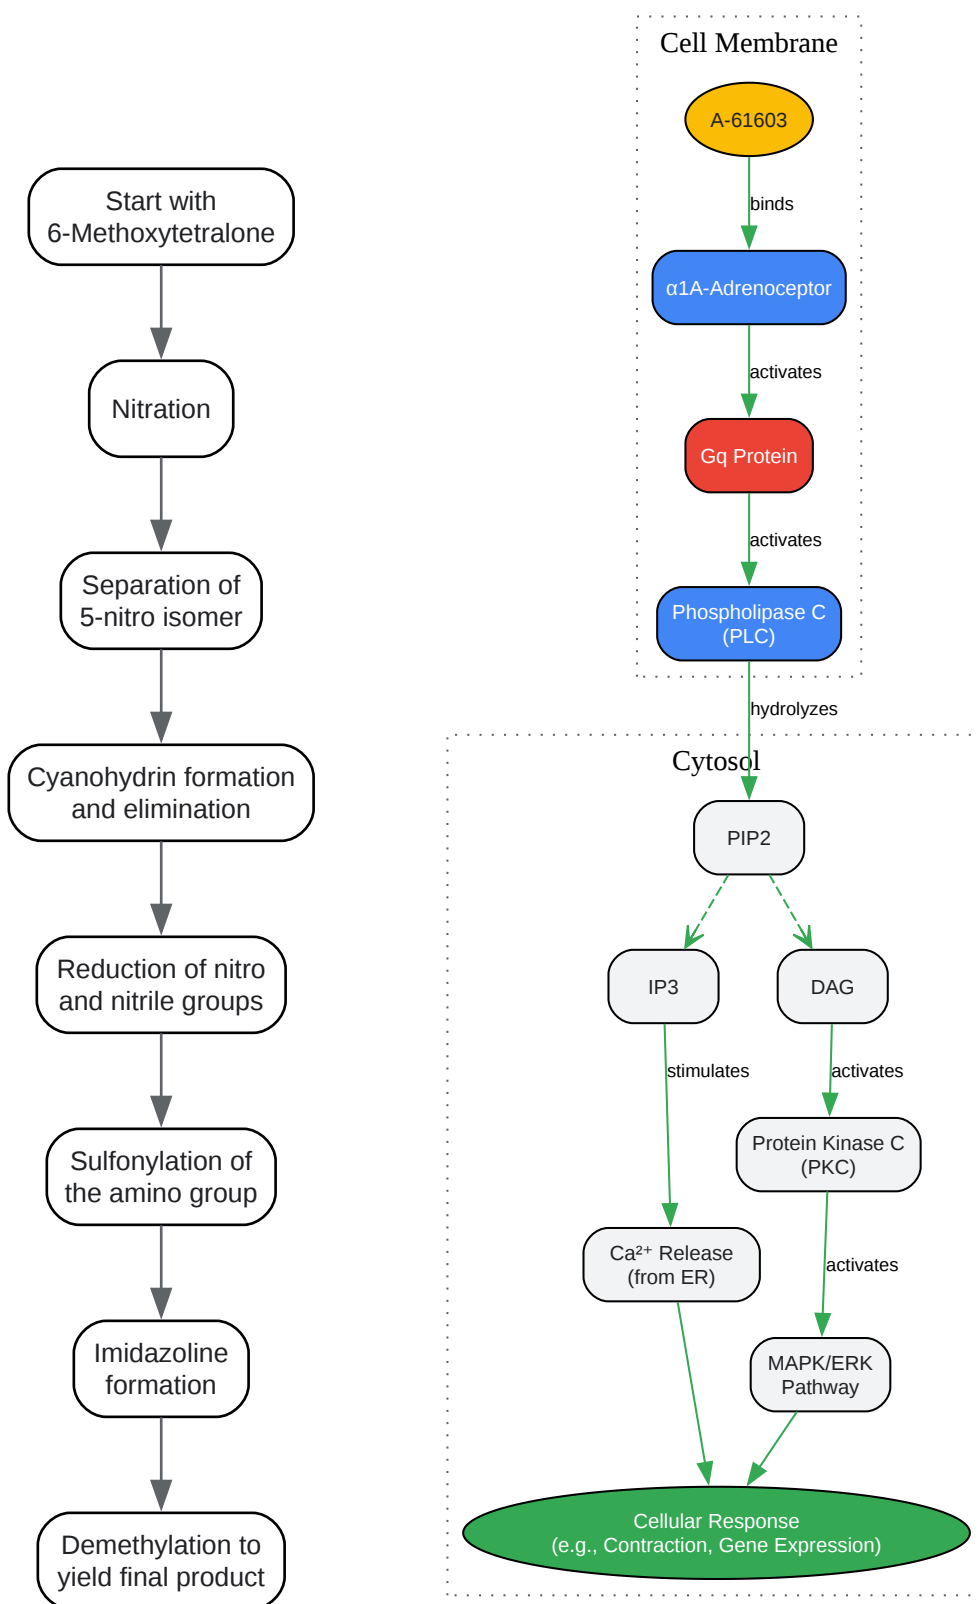 Start with
6-Methoxytetralone
Nitration
Separation of
5-nitro isomer
Cyanohydrin formation
and elimination
Reduction of nitro
and nitrile groups
Sulfonylation of
the amino group
Imidazoline
formation
Demethylation to
yield final product
Cell Membrane
A-61603
binds
α1A-Adrenoceptor
activates
Gq Protein
activates
Phospholipase C
(PLC)
hydrolyzes
Cytosol
PIP2
IP3
DAG
stimulates
activates
Protein Kinase C
(PKC)
Ca²⁺ Release
(from ER)
activates
MAPK/ERK
Pathway
Cellular Response
(e.g., Contraction, Gene Expression)